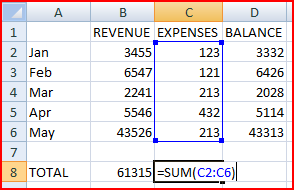 A B C D
1 REVENUE EXPENSES BALANCE
2 Jan 3455 123 3332
3 Feb 6547 121 6426
4 Mar 2241 213 2028
5 Apr 5546 432 5114
6 May 43526 213 43313
7
8 TOTAL 61315 =SUM(C2:C6)